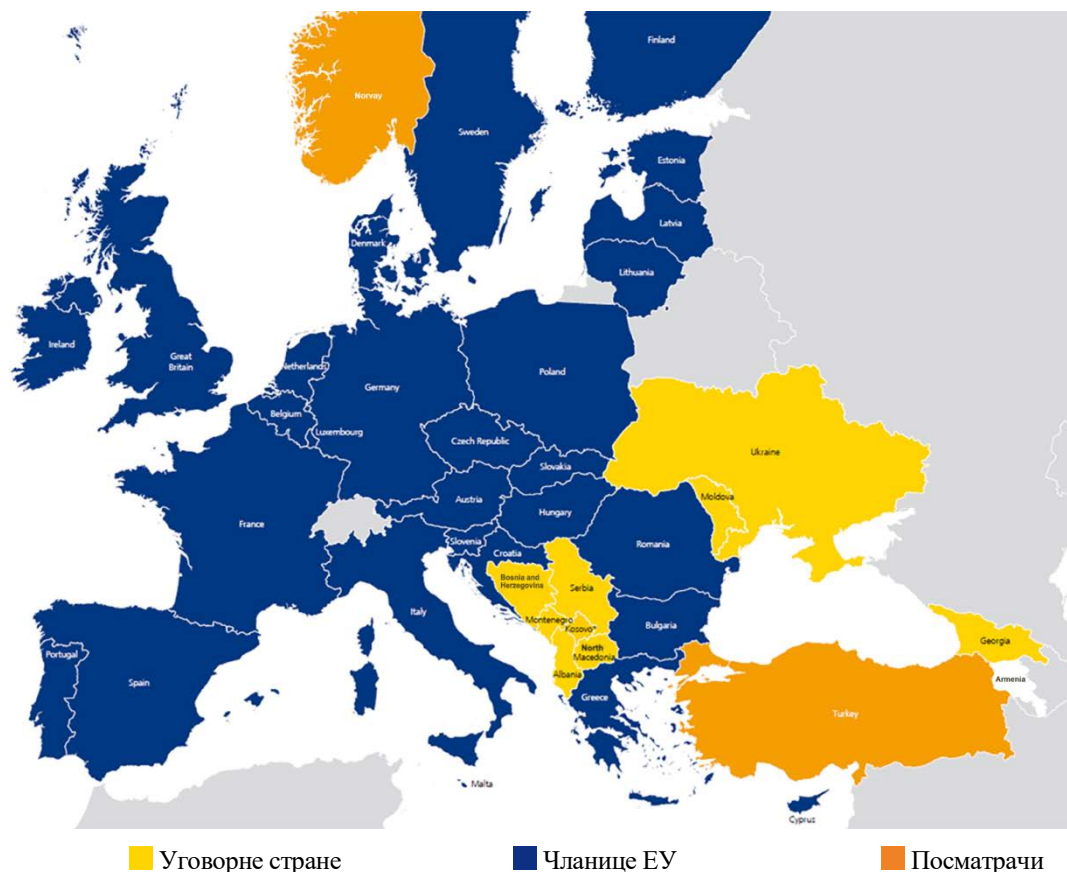 Finland
Norvay
Sweden
Estonia
Latvia
Denmark
Lithuania
Ireland
Great
Britain
Netherlands
Poland
Germany
Belgium
Luxembourg
Czech Republic
Ukraine
Slovakia
Moldova
Austria
Hungary
France
Slovenia
Romania
Croatia
Bosnia and
Herzegovina
Serbia
Italy
Montenegro
Kosovo*
Bulgaria
Georgia
North
Macedonia
Portugal
Albania
Armenia
Spain
Greece
Turkey
Malta
Cyprus
Уговорне стране
Чланице ЕУ
Посматрачи